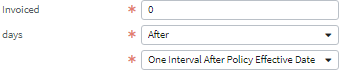 Invoiced * 0
days * After
* One Interval After Policy Effective Date